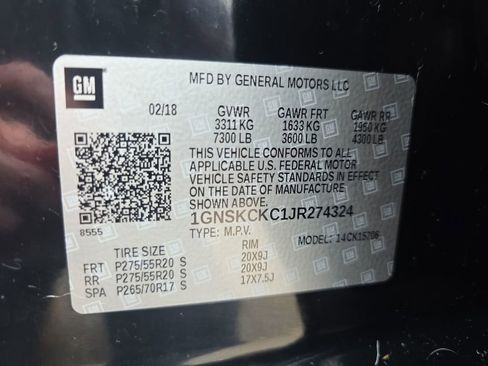 GM
MFD BY GENERAL MOTORS LLC
02/18 GVWR GAWR FRT GAWR RR
3311 KG 1633 KG 1950 KG
7300 LB 3600 LB 4300 LB
THIS VEHICLE CONFORMS TO ALL
APPLICABLE U.S. FEDERAL MOTOR
VEHICLE SAFETY STANDARDS IN EFFECT
ON THE DATE OF MANUFACTURE
SHOWN ABOVE.
1GNSKCKC1JR274324
8555 TYPE: M.P.V. MODEL: 14CK15706
TIRE SIZE RIM
FRT P275/55R20 S 20X9J
RR P275/55R20 S 20X9J
SPA P265/70R17 S 17X7.5J